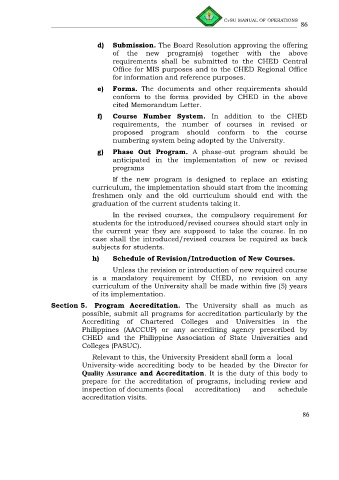 CvSU MANUAL OF OPERATIONS
86
d) Submission. The Board Resolution approving the offering
of the new program(s) together with the above
requirements shall be submitted to the CHED Central
Office for MIS purposes and to the CHED Regional Office
for information and reference purposes.
e) Forms. The documents and other requirements should
conform to the forms provided by CHED in the above
cited Memorandum Letter.
f) Course Number System. In addition to the CHED
requirements, the number of courses in revised or
proposed program should conform to the course
numbering system being adopted by the University.
g) Phase Out Program. A phase-out program should be
anticipated in the implementation of new or revised
programs
If the new program is designed to replace an existing
curriculum, the implementation should start from the incoming
freshmen only and the old curriculum should end with the
graduation of the current students taking it.
In the revised courses, the compulsory requirement for
students for the introduced/revised courses should start only in
the current year they are supposed to take the course. In no
case shall the introduced/revised courses be required as back
subjects for students.
h) Schedule of Revision/Introduction of New Courses.
Unless the revision or introduction of new required course
is a mandatory requirement by CHED, no revision on any
curriculum of the University shall be made within five (5) years
of its implementation.
Section 5. Program Accreditation. The University shall as much as
possible, submit all programs for accreditation particularly by the
Accrediting of Chartered Colleges and Universities in the
Philippines (AACCUP) or any accrediting agency prescribed by
CHED and the Philippine Association of State Universities and
Colleges (PASUC).
Relevant to this, the University President shall form a local
University-wide accrediting body to be headed by the Director for
Quality Assurance and Accreditation. It is the duty of this body to
prepare for the accreditation of programs, including review and
inspection of documents (local accreditation) and schedule
accreditation visits.
86